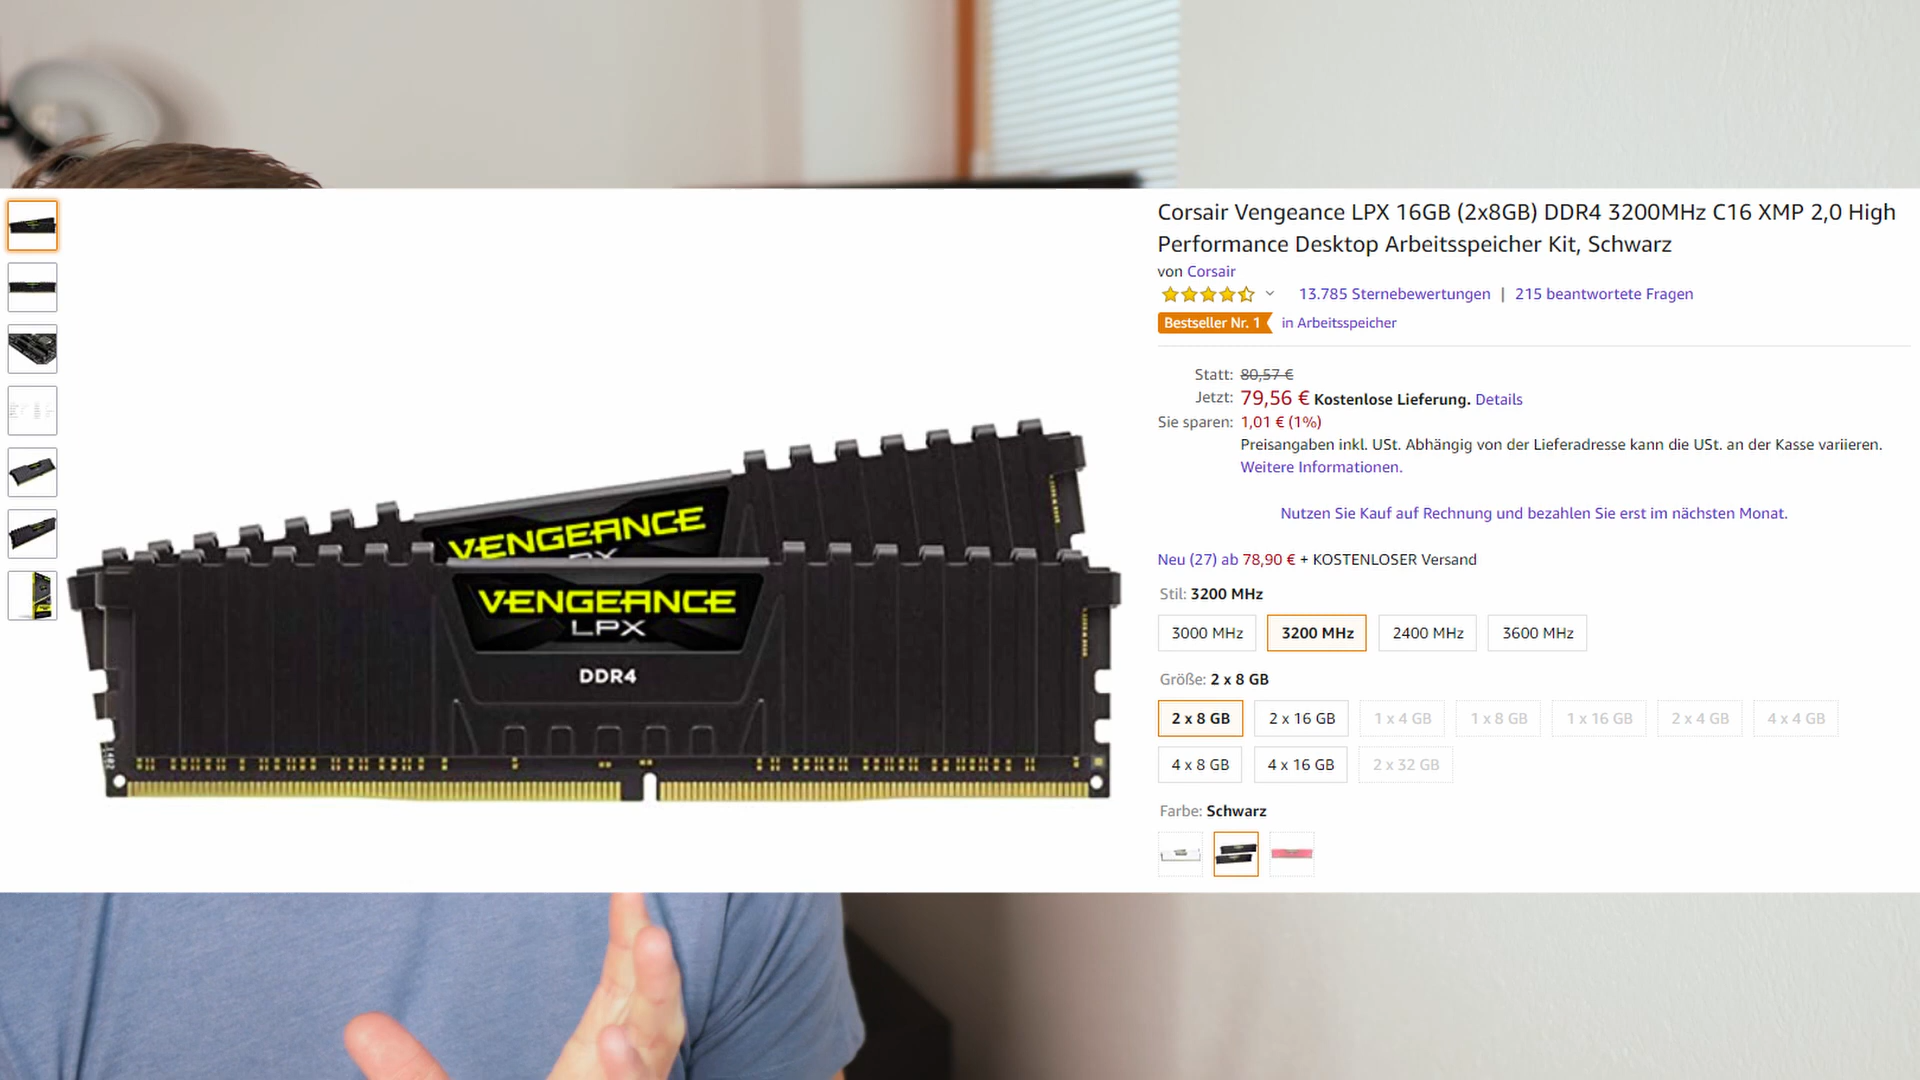 Corsair Vengeance LPX 16GB (2x8GB) DDR4 3200MHz C16 XMP 2,0 High
Performance Desktop Arbeitsspeicher Kit, Schwarz
von Corsair
13.785 Sternebewertungen | 215 beantwortete Fragen
Bestseller Nr. 1 in Arbeitsspeicher
Statt: 80,57 €
Jetzt: 79,56 € Kostenlose Lieferung. Details
Sie sparen: 1,01 € (1%)
Preisangaben inkl. USt. Abhängig von der Lieferadresse kann die USt. an der Kasse variieren.
Weitere Informationen.
Nutzen Sie Kauf auf Rechnung und bezahlen Sie erst im nächsten Monat.
Neu (27) ab 78,90 € + KOSTENLOSER Versand
Stil: 3200 MHz
3000 MHz 3200 MHz 2400 MHz 3600 MHz
Größe: 2 x 8 GB
2 x 8 GB 2 x 16 GB 1 x 4 GB 1 x 8 GB 1 x 16 GB 2 x 4 GB 4 x 4 GB
4 x 8 GB 4 x 16 GB 2 x 32 GB
Farbe: Schwarz
VENGEANCE
VENGEANCE
LPX
DDR4